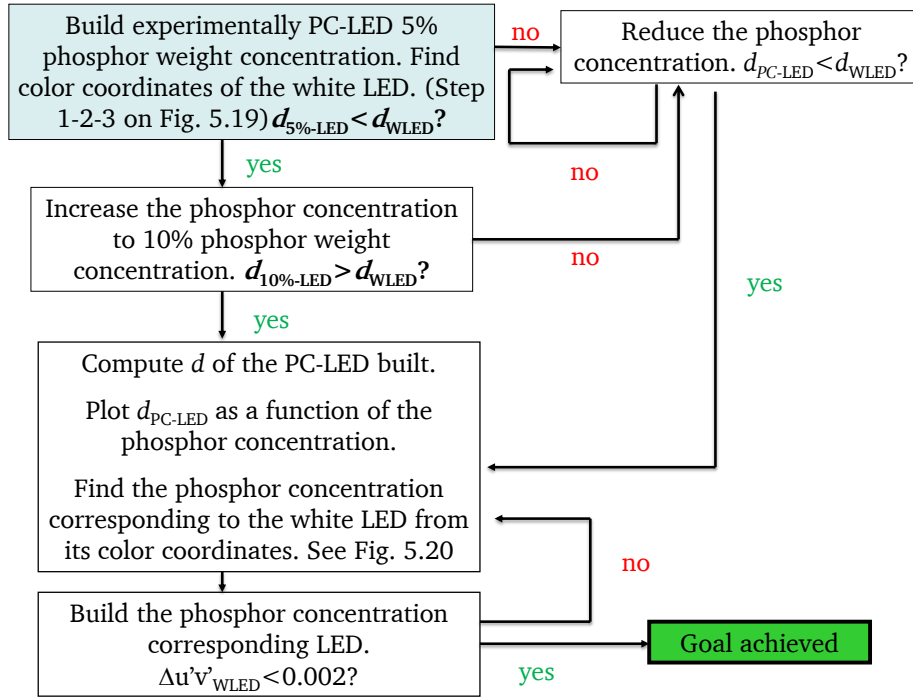 Build experimentally PC-LED 5%
phosphor weight concentration. Find
color coordinates of the white LED. (Step
1-2-3 on Fig. 5.19) d5%-LED < dWLED?
no
Reduce the phosphor
concentration. dPC-LED < dWLED?
no
yes
Increase the phosphor concentration
to 10% phosphor weight
concentration. d10%-LED > dWLED?
no
yes
yes
Compute d of the PC-LED built.
Plot dPC-LED as a function of the
phosphor concentration.
Find the phosphor concentration
corresponding to the white LED from
its color coordinates. See Fig. 5.20
no
Build the phosphor concentration
corresponding LED.
Δu'v'WLED<0.002?
yes
Goal achieved